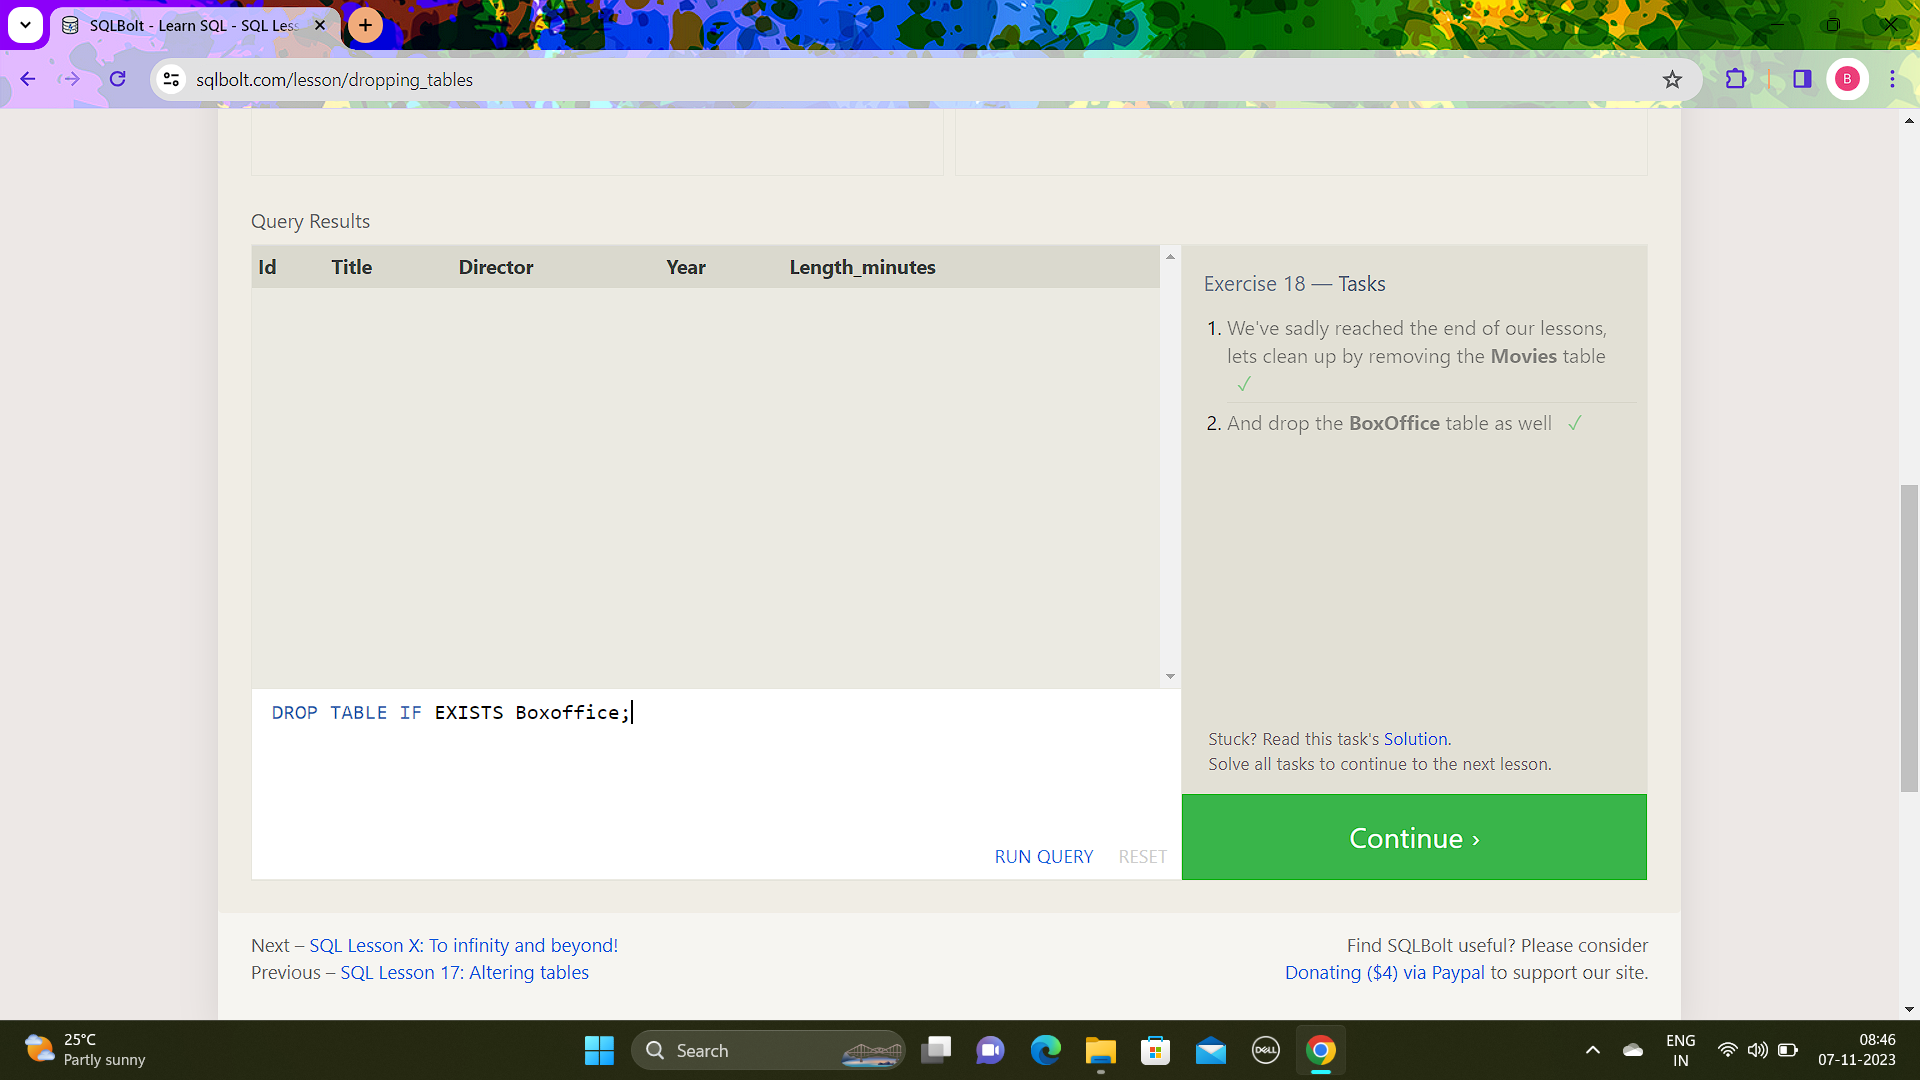 SQLBolt - Learn SQL - SQL Less
sqlbolt.com/lesson/dropping_tables
B
Query Results
Id Title Director Year Length_minutes
Exercise 18 — Tasks
1. We've sadly reached the end of our lessons,
lets clean up by removing the Movies table
✓
2. And drop the BoxOffice table as well ✓
DROP TABLE IF EXISTS Boxoffice;
Stuck? Read this task's Solution.
Solve all tasks to continue to the next lesson.
RUN QUERY RESET
Continue ›
Next – SQL Lesson X: To infinity and beyond!
Previous – SQL Lesson 17: Altering tables
Find SQLBolt useful? Please consider
Donating ($4) via Paypal to support our site.
25°C
Partly sunny
Search
DELL
ENG
IN
08:46
07-11-2023